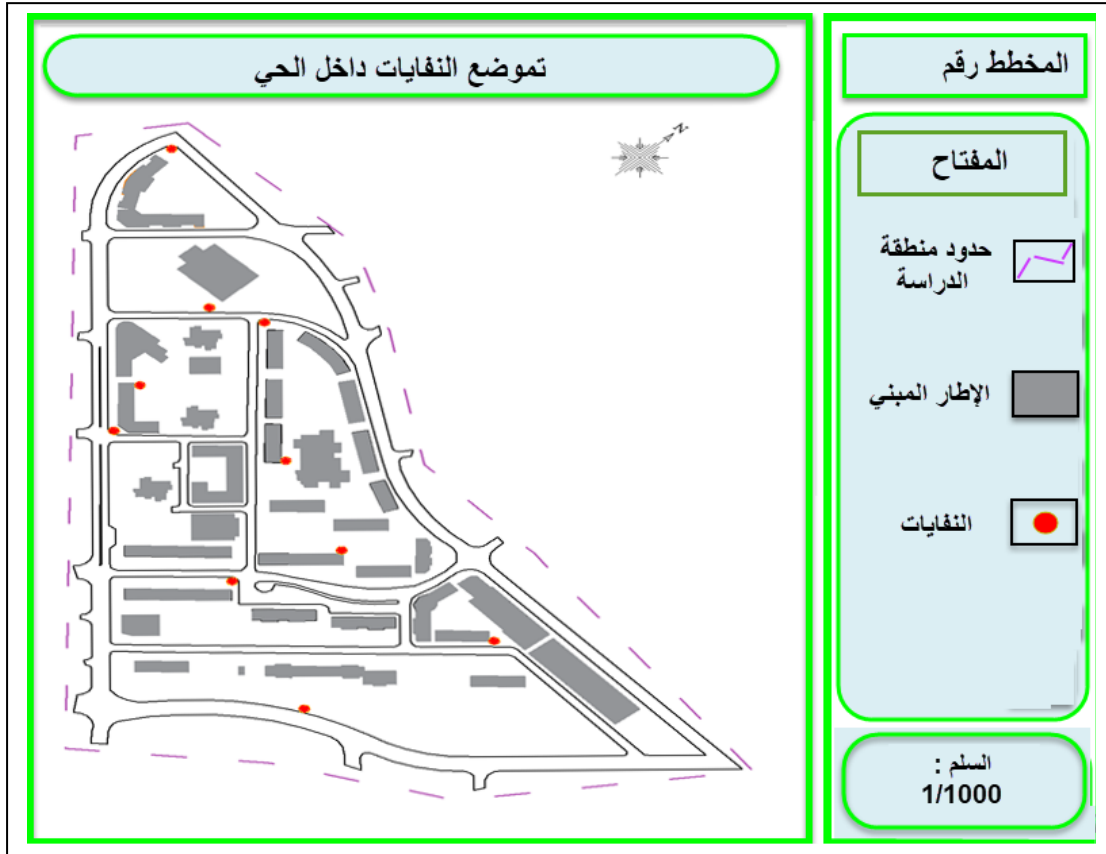 تموضع النفايات داخل الحي
المخطط رقم
المفتاح
حدود منطقة
الدراسة
الإطار المبني
النفايات
السلم :
1/1000
N